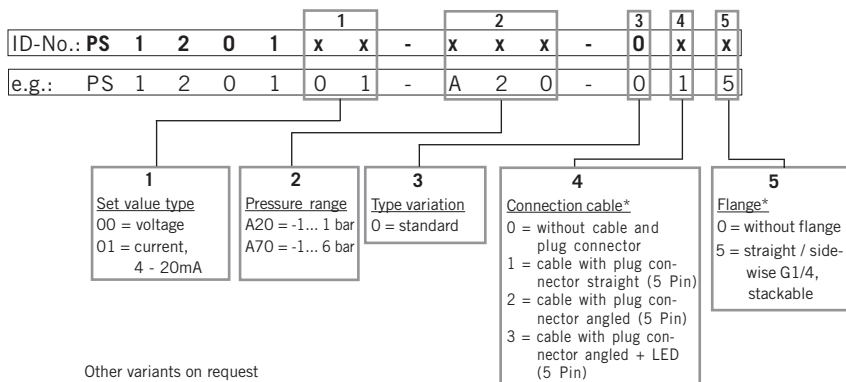 1 2 3 4 5
ID-No.: PS 1 2 0 1 x x - x x x - 0 x x
e.g.: PS 1 2 0 1 0 1 - A 2 0 - 0 1 5
1
Set value type
00 = voltage
01 = current,
4 - 20mA
2
Pressure range
A20 = -1... 1 bar
A70 = -1... 6 bar
3
Type variation
0 = standard
4
Connection cable*
0 = without cable and
plug connector
1 = cable with plug con-
nector straight (5 Pin)
2 = cable with plug con-
nector angled (5 Pin)
3 = cable with plug con-
nector angled + LED
(5 Pin)
5
Flange*
0 = without flange
5 = straight / side-
wise G1/4,
stackable
Other variants on request